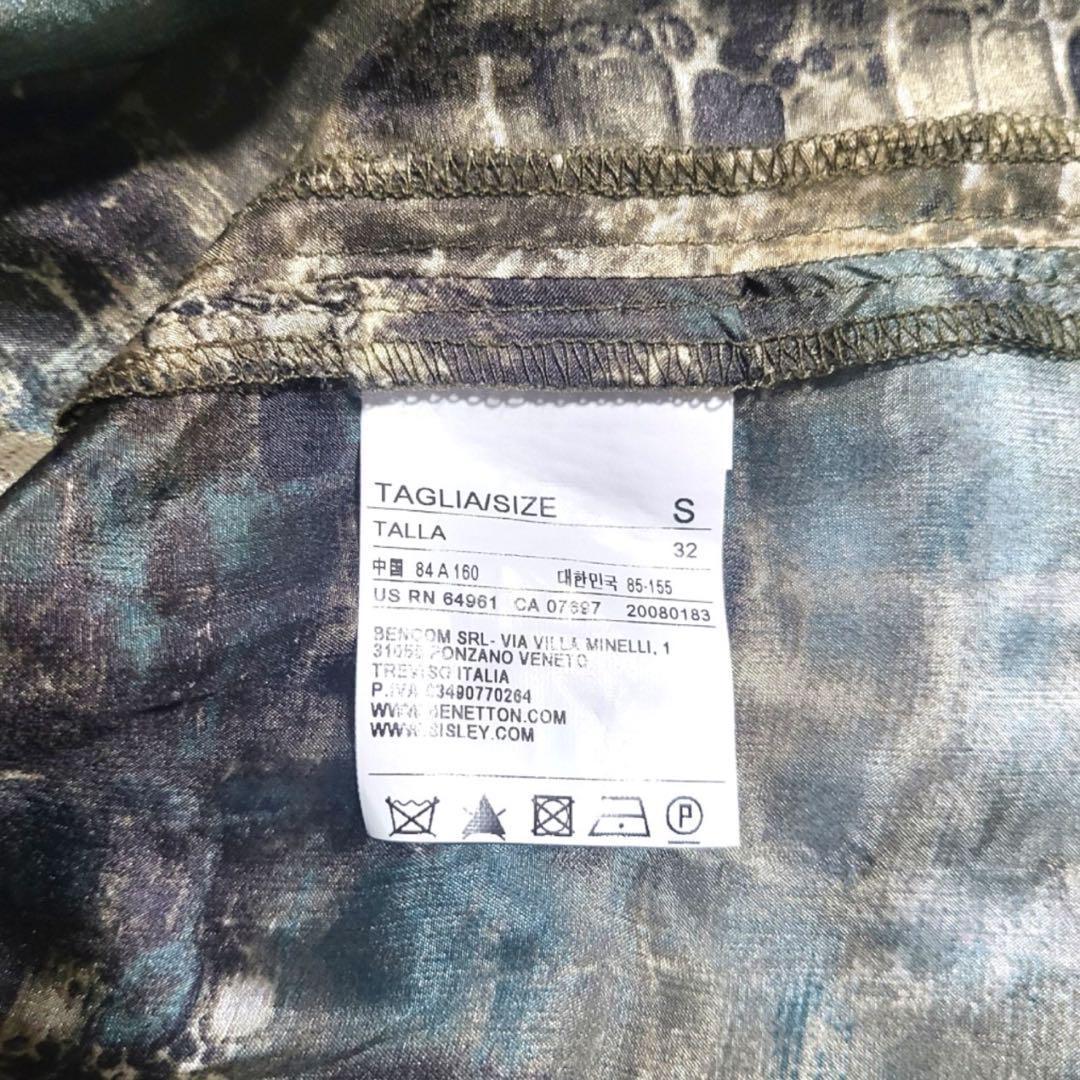 TAGLIA/SIZE S
TALLA 32
中国 84 A 160 대한민국 85-155
US RN 64961 CA 07697 20080183
BENCOM SRL- VIA VILLA MINELLI, 1
31050 PONZANO VENETO
TREVISO ITALIA
P.IVA 03490770264
WWW.BENETTON.COM
WWW.SISLEY.COM
P